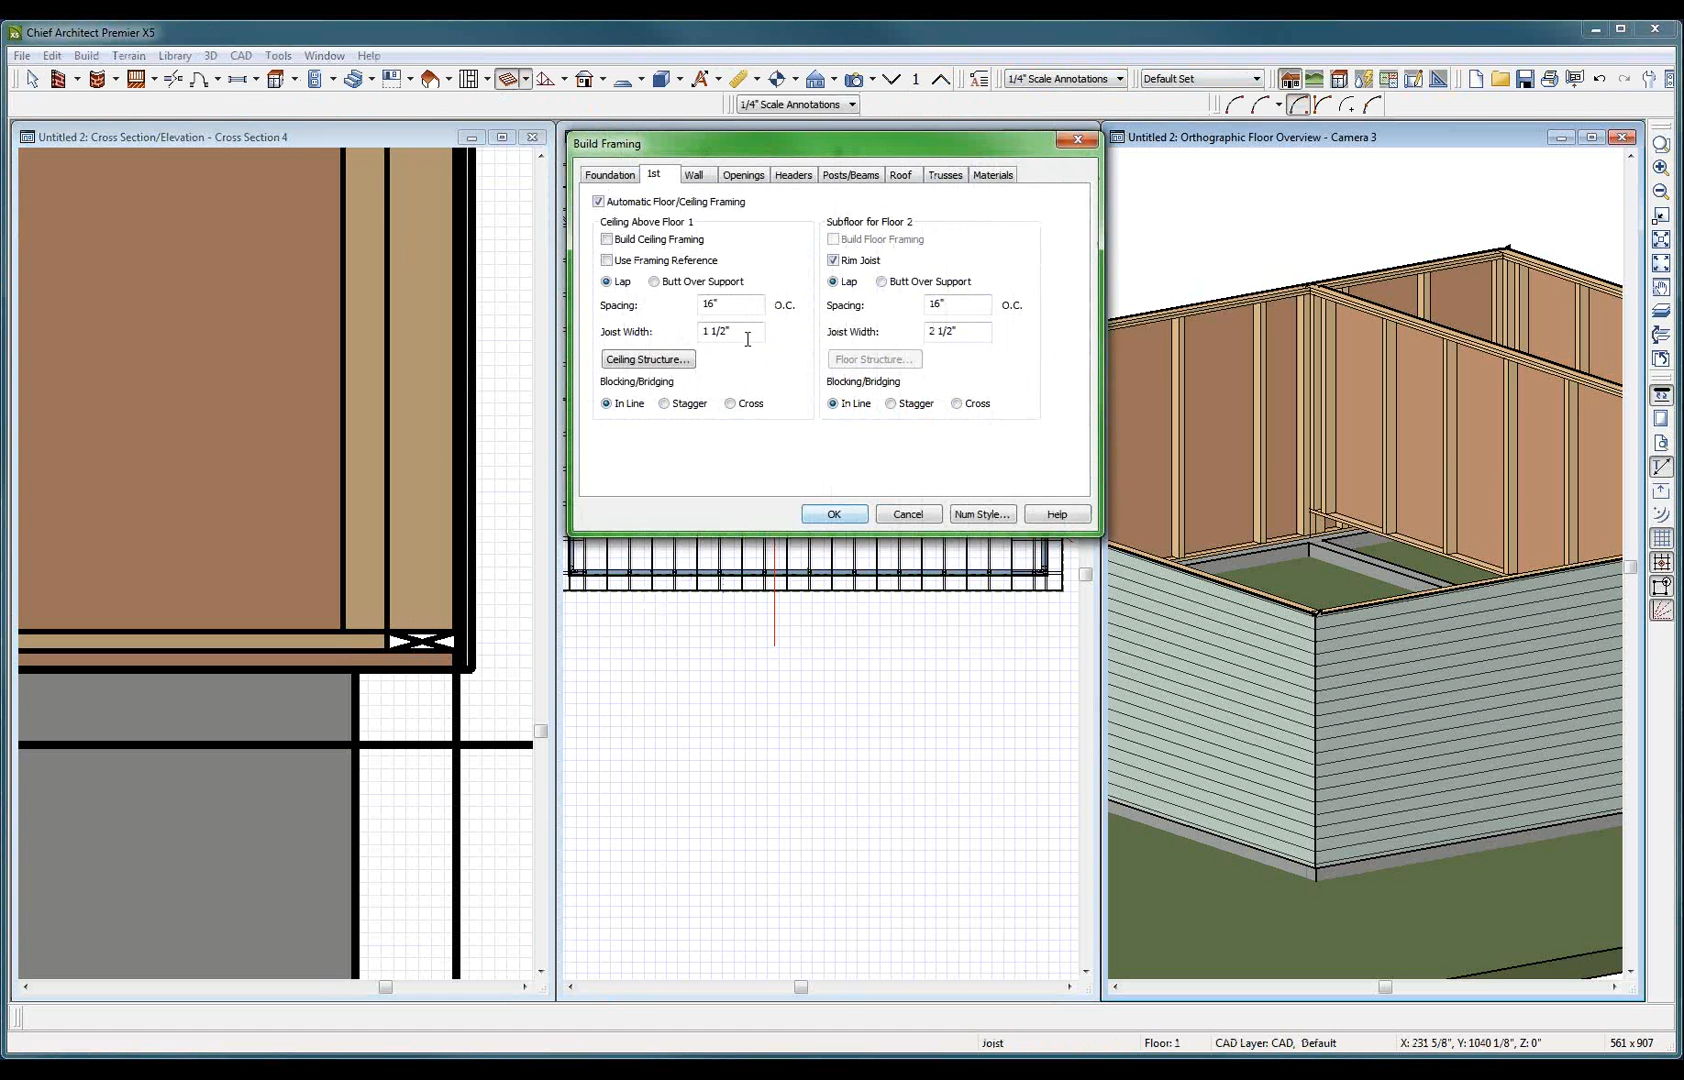 Chief Architect Premier X5
File Edit Build Terrain Library 3D CAD Tools Window Help
1 1/4" Scale Annotations Default Set
1/4" Scale Annotations
Untitled 2: Cross Section/Elevation - Cross Section 4
Build Framing
Untitled 2: Orthographic Floor Overview - Camera 3
Foundation 1st Wall Openings Headers Posts/Beams Roof Trusses Materials
Automatic Floor/Ceiling Framing
Ceiling Above Floor 1
Build Ceiling Framing
Use Framing Reference
Lap Butt Over Support
Spacing: 16" O.C.
Joist Width: 1 1/2"
Ceiling Structure...
Blocking/Bridging
In Line Stagger Cross
Subfloor for Floor 2
Build Floor Framing
Rim Joist
Lap Butt Over Support
Spacing: 16" O.C.
Joist Width: 2 1/2"
Floor Structure...
Blocking/Bridging
In Line Stagger Cross
OK Cancel Num Style... Help
Joist Floor: 1 CAD Layer: CAD, Default X: 231 5/8", Y: 1040 1/8", Z: 0" 561 x 907